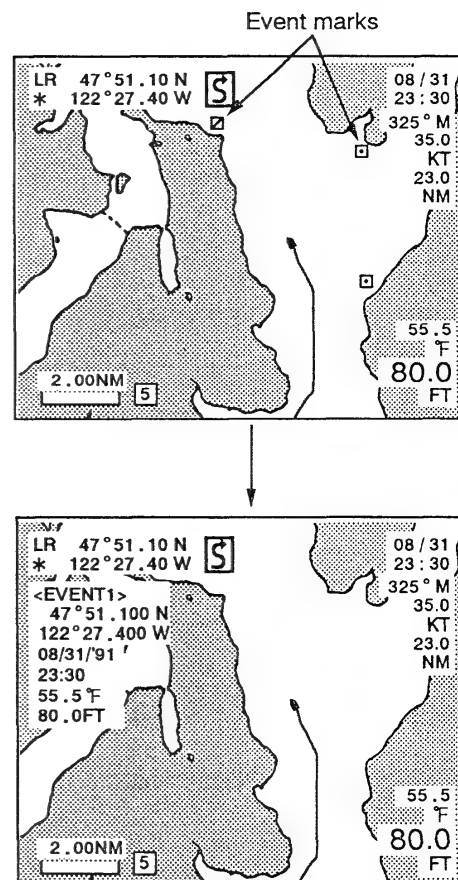 Event marks
LR 47°51.10 N
* 122°27.40 W
08/31
23:30
325°M
35.0
KT
23.0
NM
55.5
°F
80.0
FT
2.00NM
5
LR 47°51.10 N
* 122°27.40 W
<EVENT1>
47°51.100 N
122°27.400 W
08/31/'91
23:30
55.5°F
80.0FT
08/31
23:30
325°M
35.0
KT
23.0
NM
55.5
°F
80.0
FT
2.00NM
5